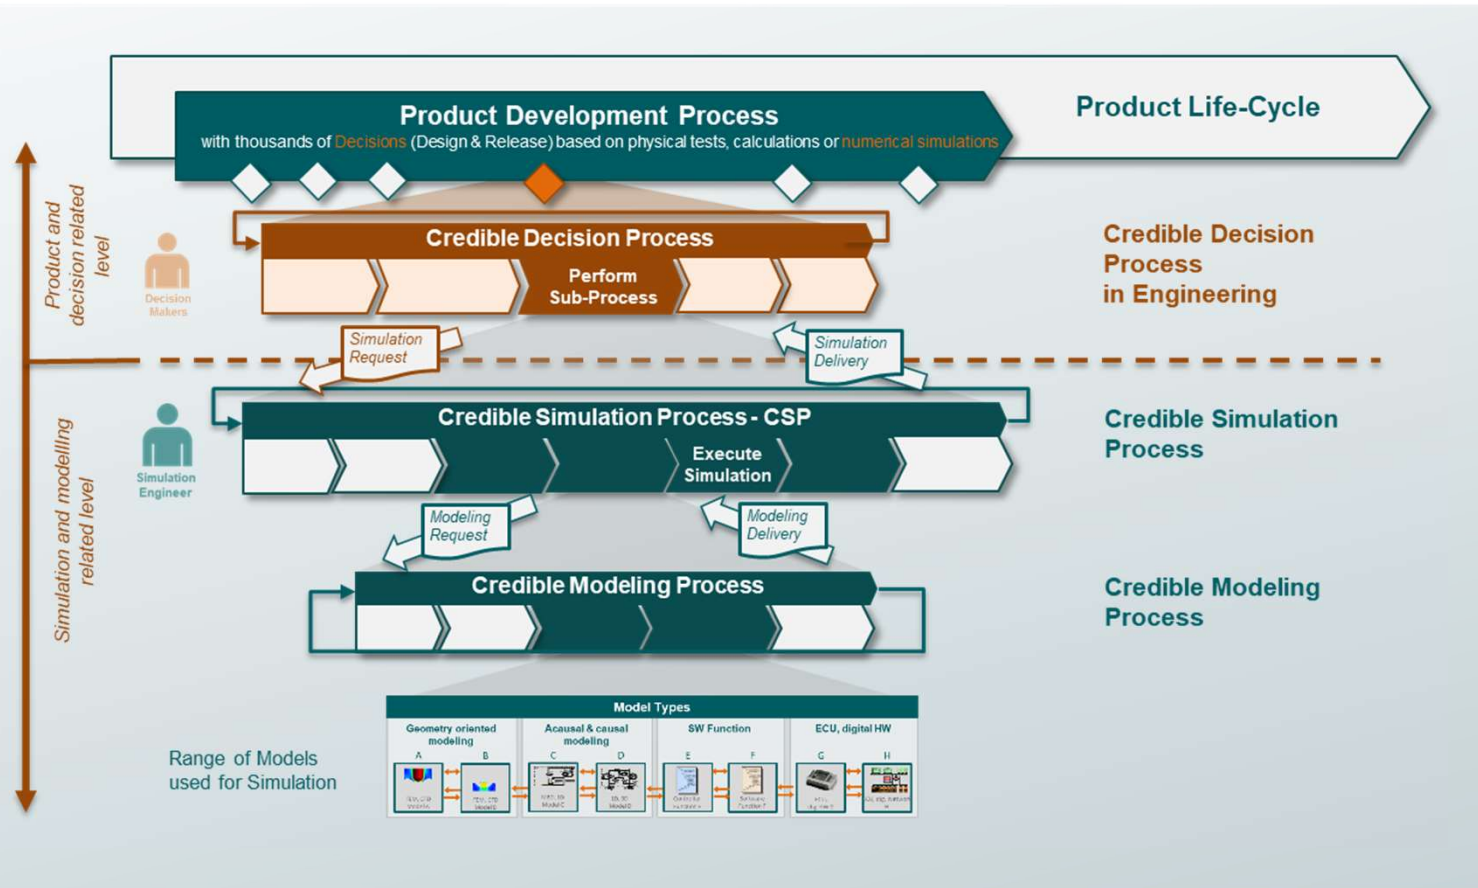 Product Development Process
with thousands of Decisions (Design & Release) based on physical tests, calculations or numerical simulations
Product Life-Cycle
Product and
decision related
level
Decision
Makers
Credible Decision Process
Perform
Sub-Process
Credible Decision
Process
in Engineering
Simulation
Request
Simulation
Delivery
Simulation and modelling
related level
Simulation
Engineer
Credible Simulation Process - CSP
Execute
Simulation
Credible Simulation
Process
Modeling
Request
Modeling
Delivery
Credible Modeling Process
Credible Modeling
Process
Range of Models
used for Simulation
Model Types
Geometry oriented
modeling
A
B
Acausal & causal
modeling
C
D
SW Function
E
F
ECU, digital HW
G
H